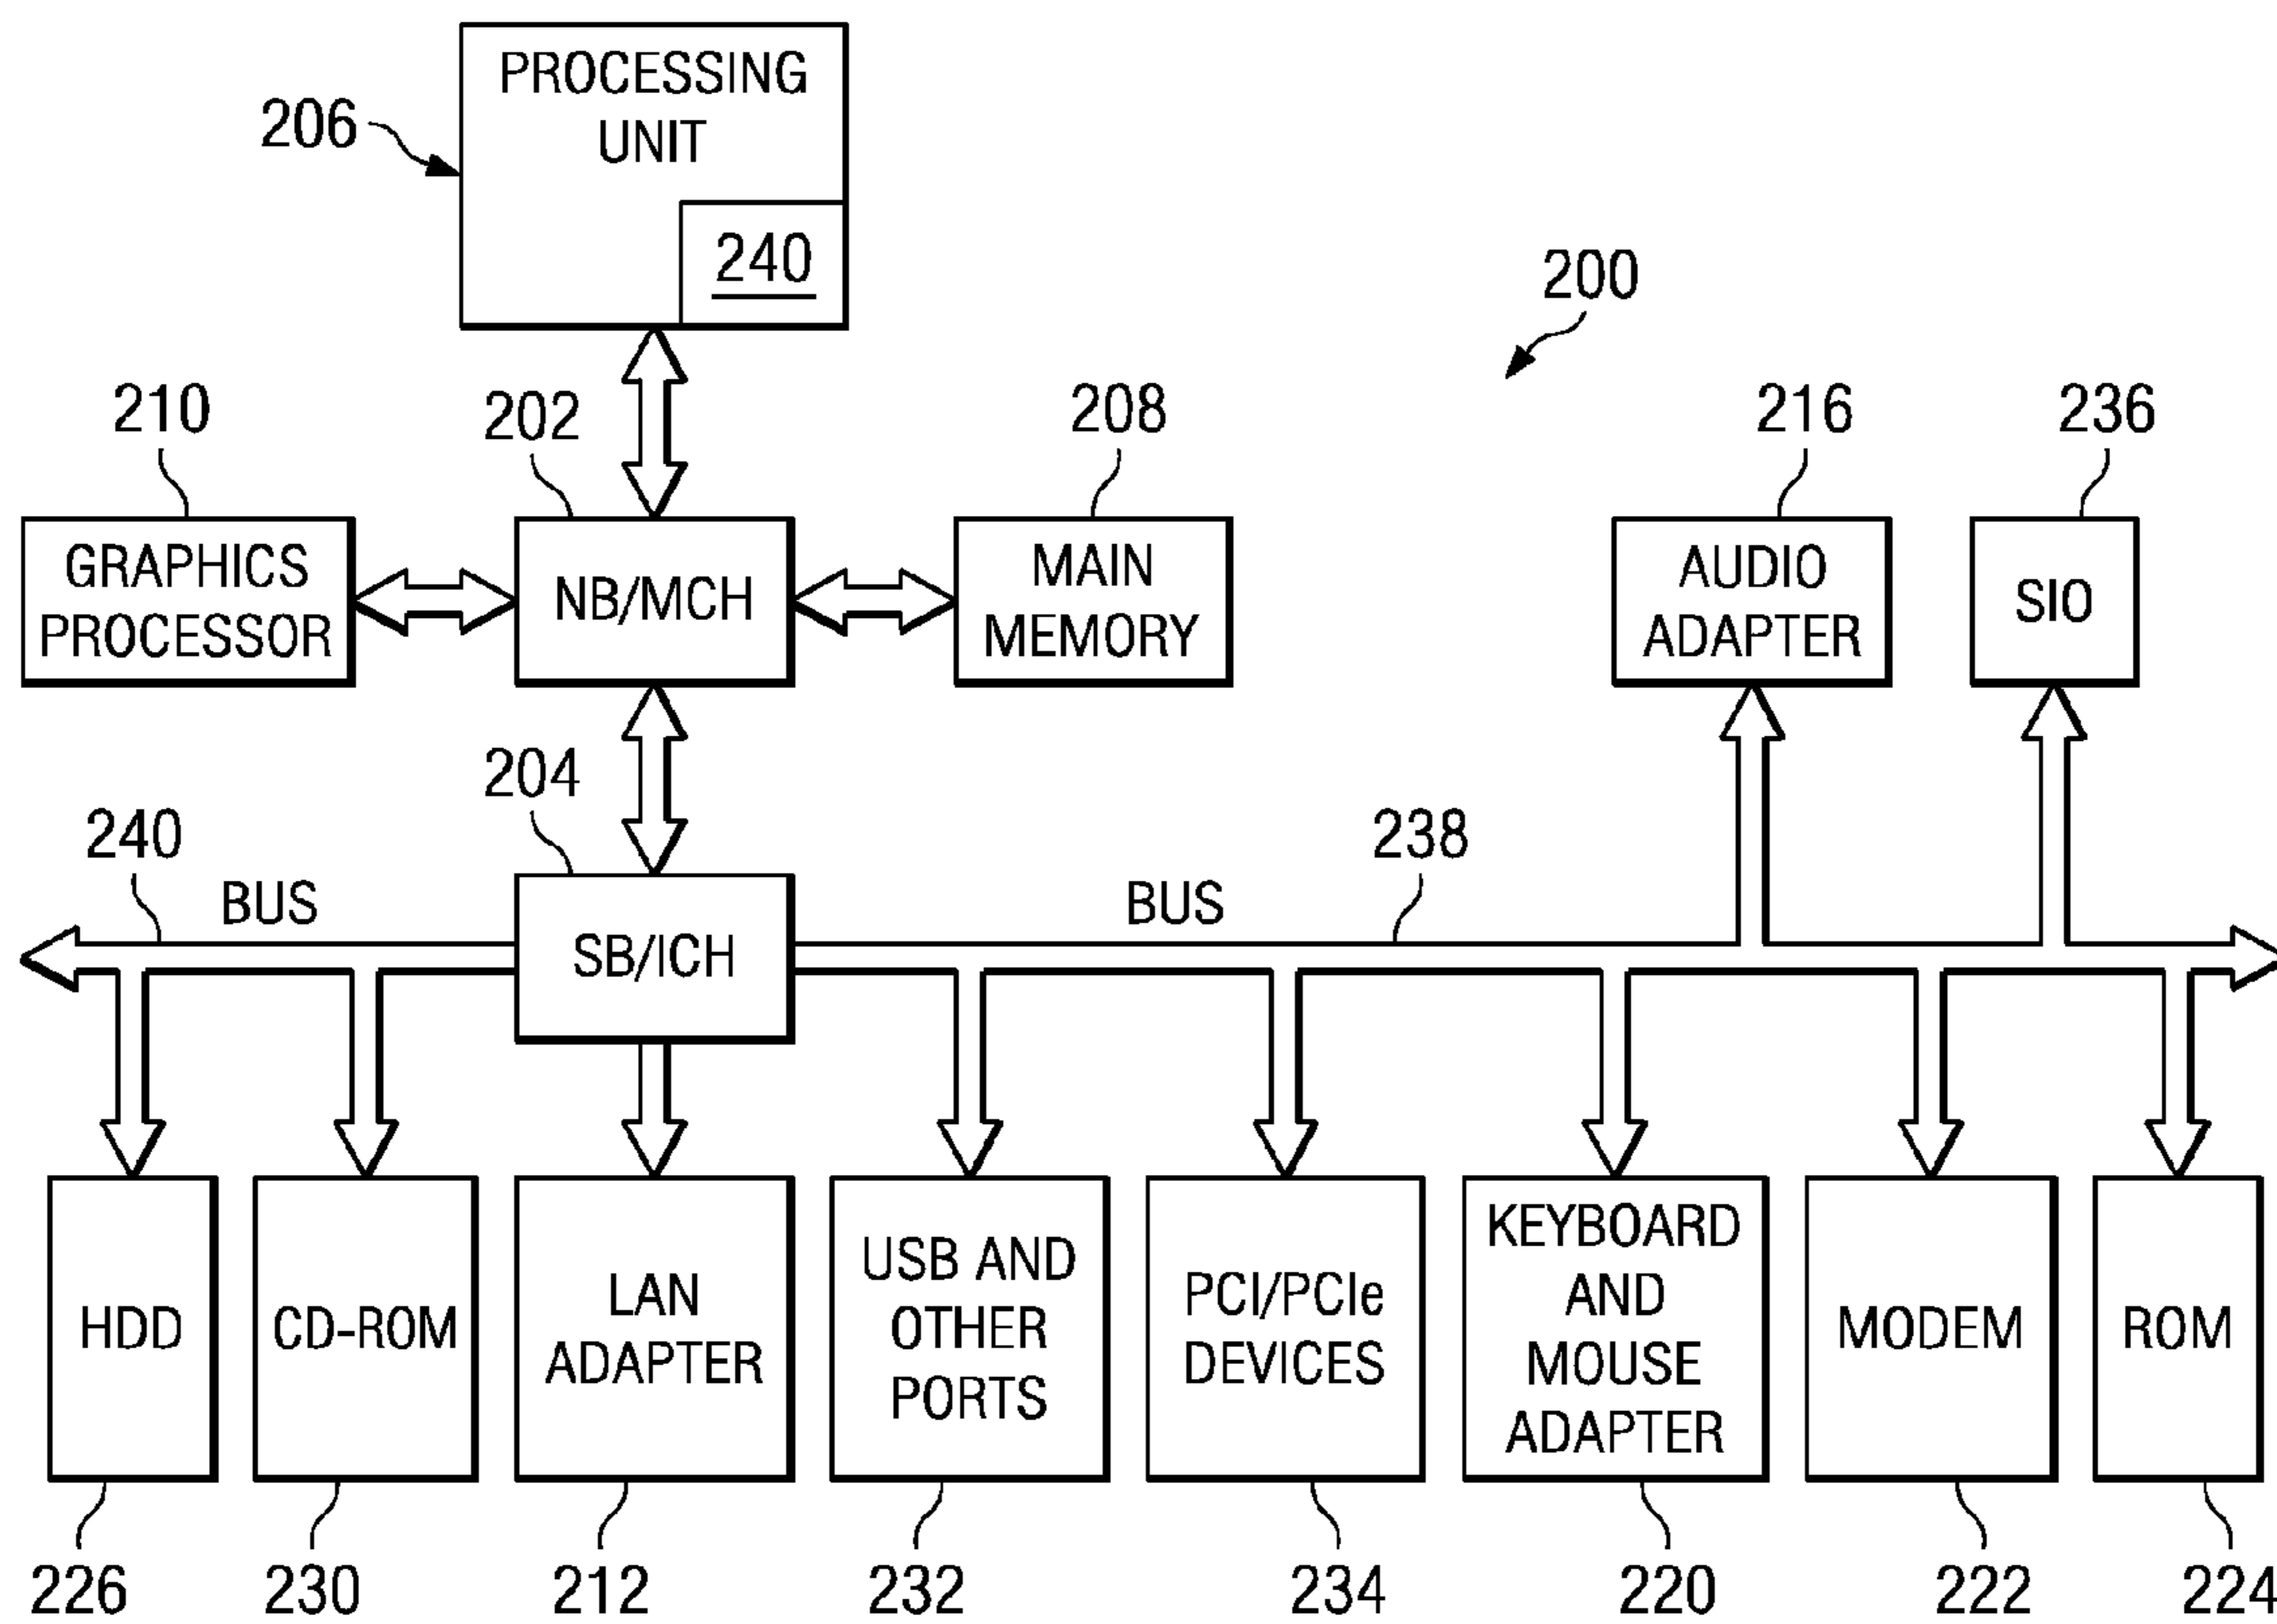 PROCESSING
UNIT
206
240
200
210
202
208
216
236
GRAPHICS
PROCESSOR
NB/MCH
MAIN
MEMORY
AUDIO
ADAPTER
SIO
204
240
BUS
238
BUS
SB/ICH
HDD
CD-ROM
LAN
ADAPTER
USB AND
OTHER
PORTS
PCI/PCIe
DEVICES
KEYBOARD
AND
MOUSE
ADAPTER
MODEM
ROM
226
230
212
232
234
220
222
224